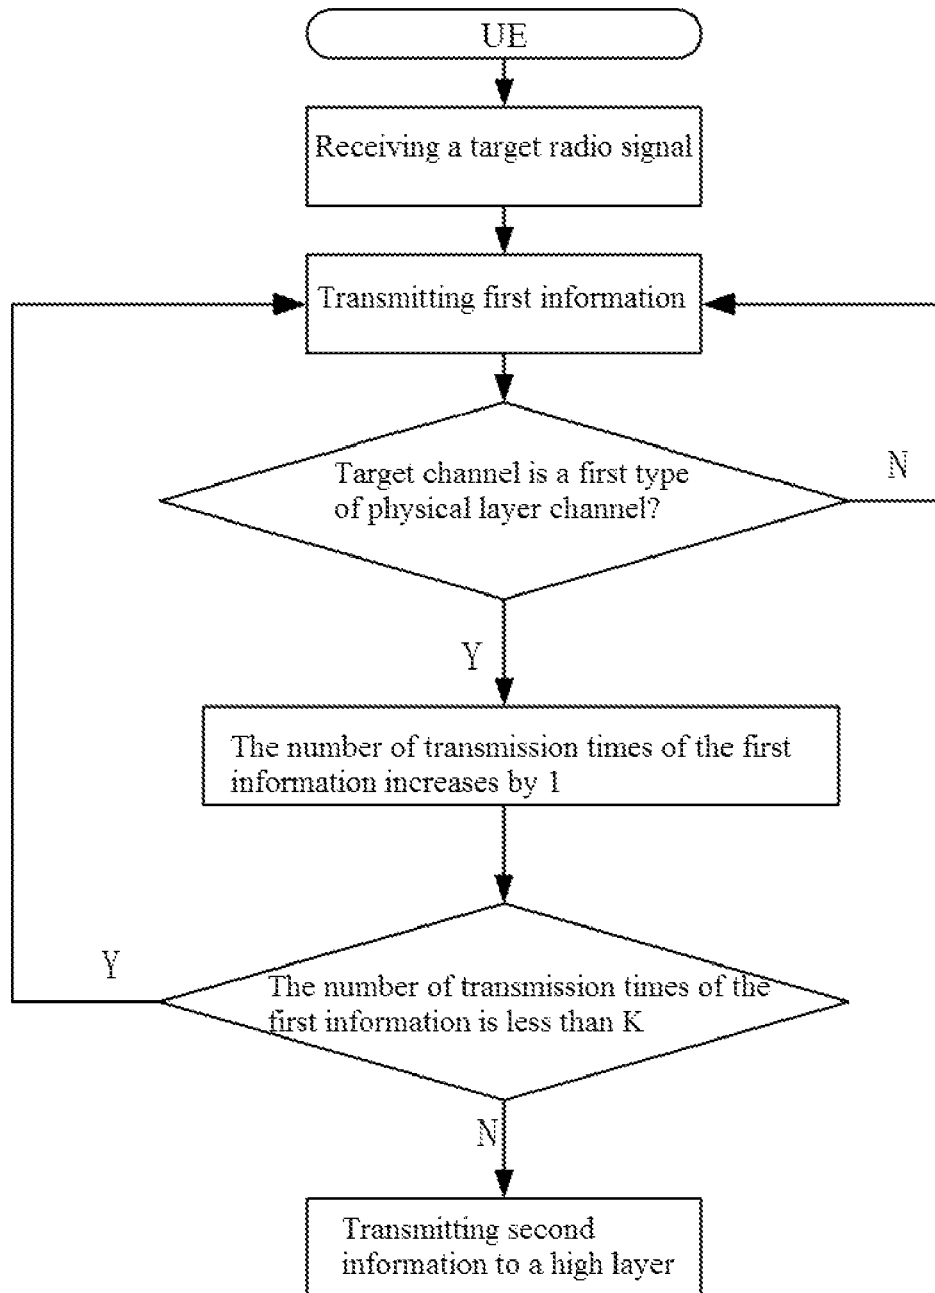 UE
Receiving a target radio signal
Transmitting first information
Target channel is a first type
of physical layer channel?
N
Y
The number of transmission times of the first
information increases by 1
Y
The number of transmission times of the
first information is less than K
N
Transmitting second
information to a high layer